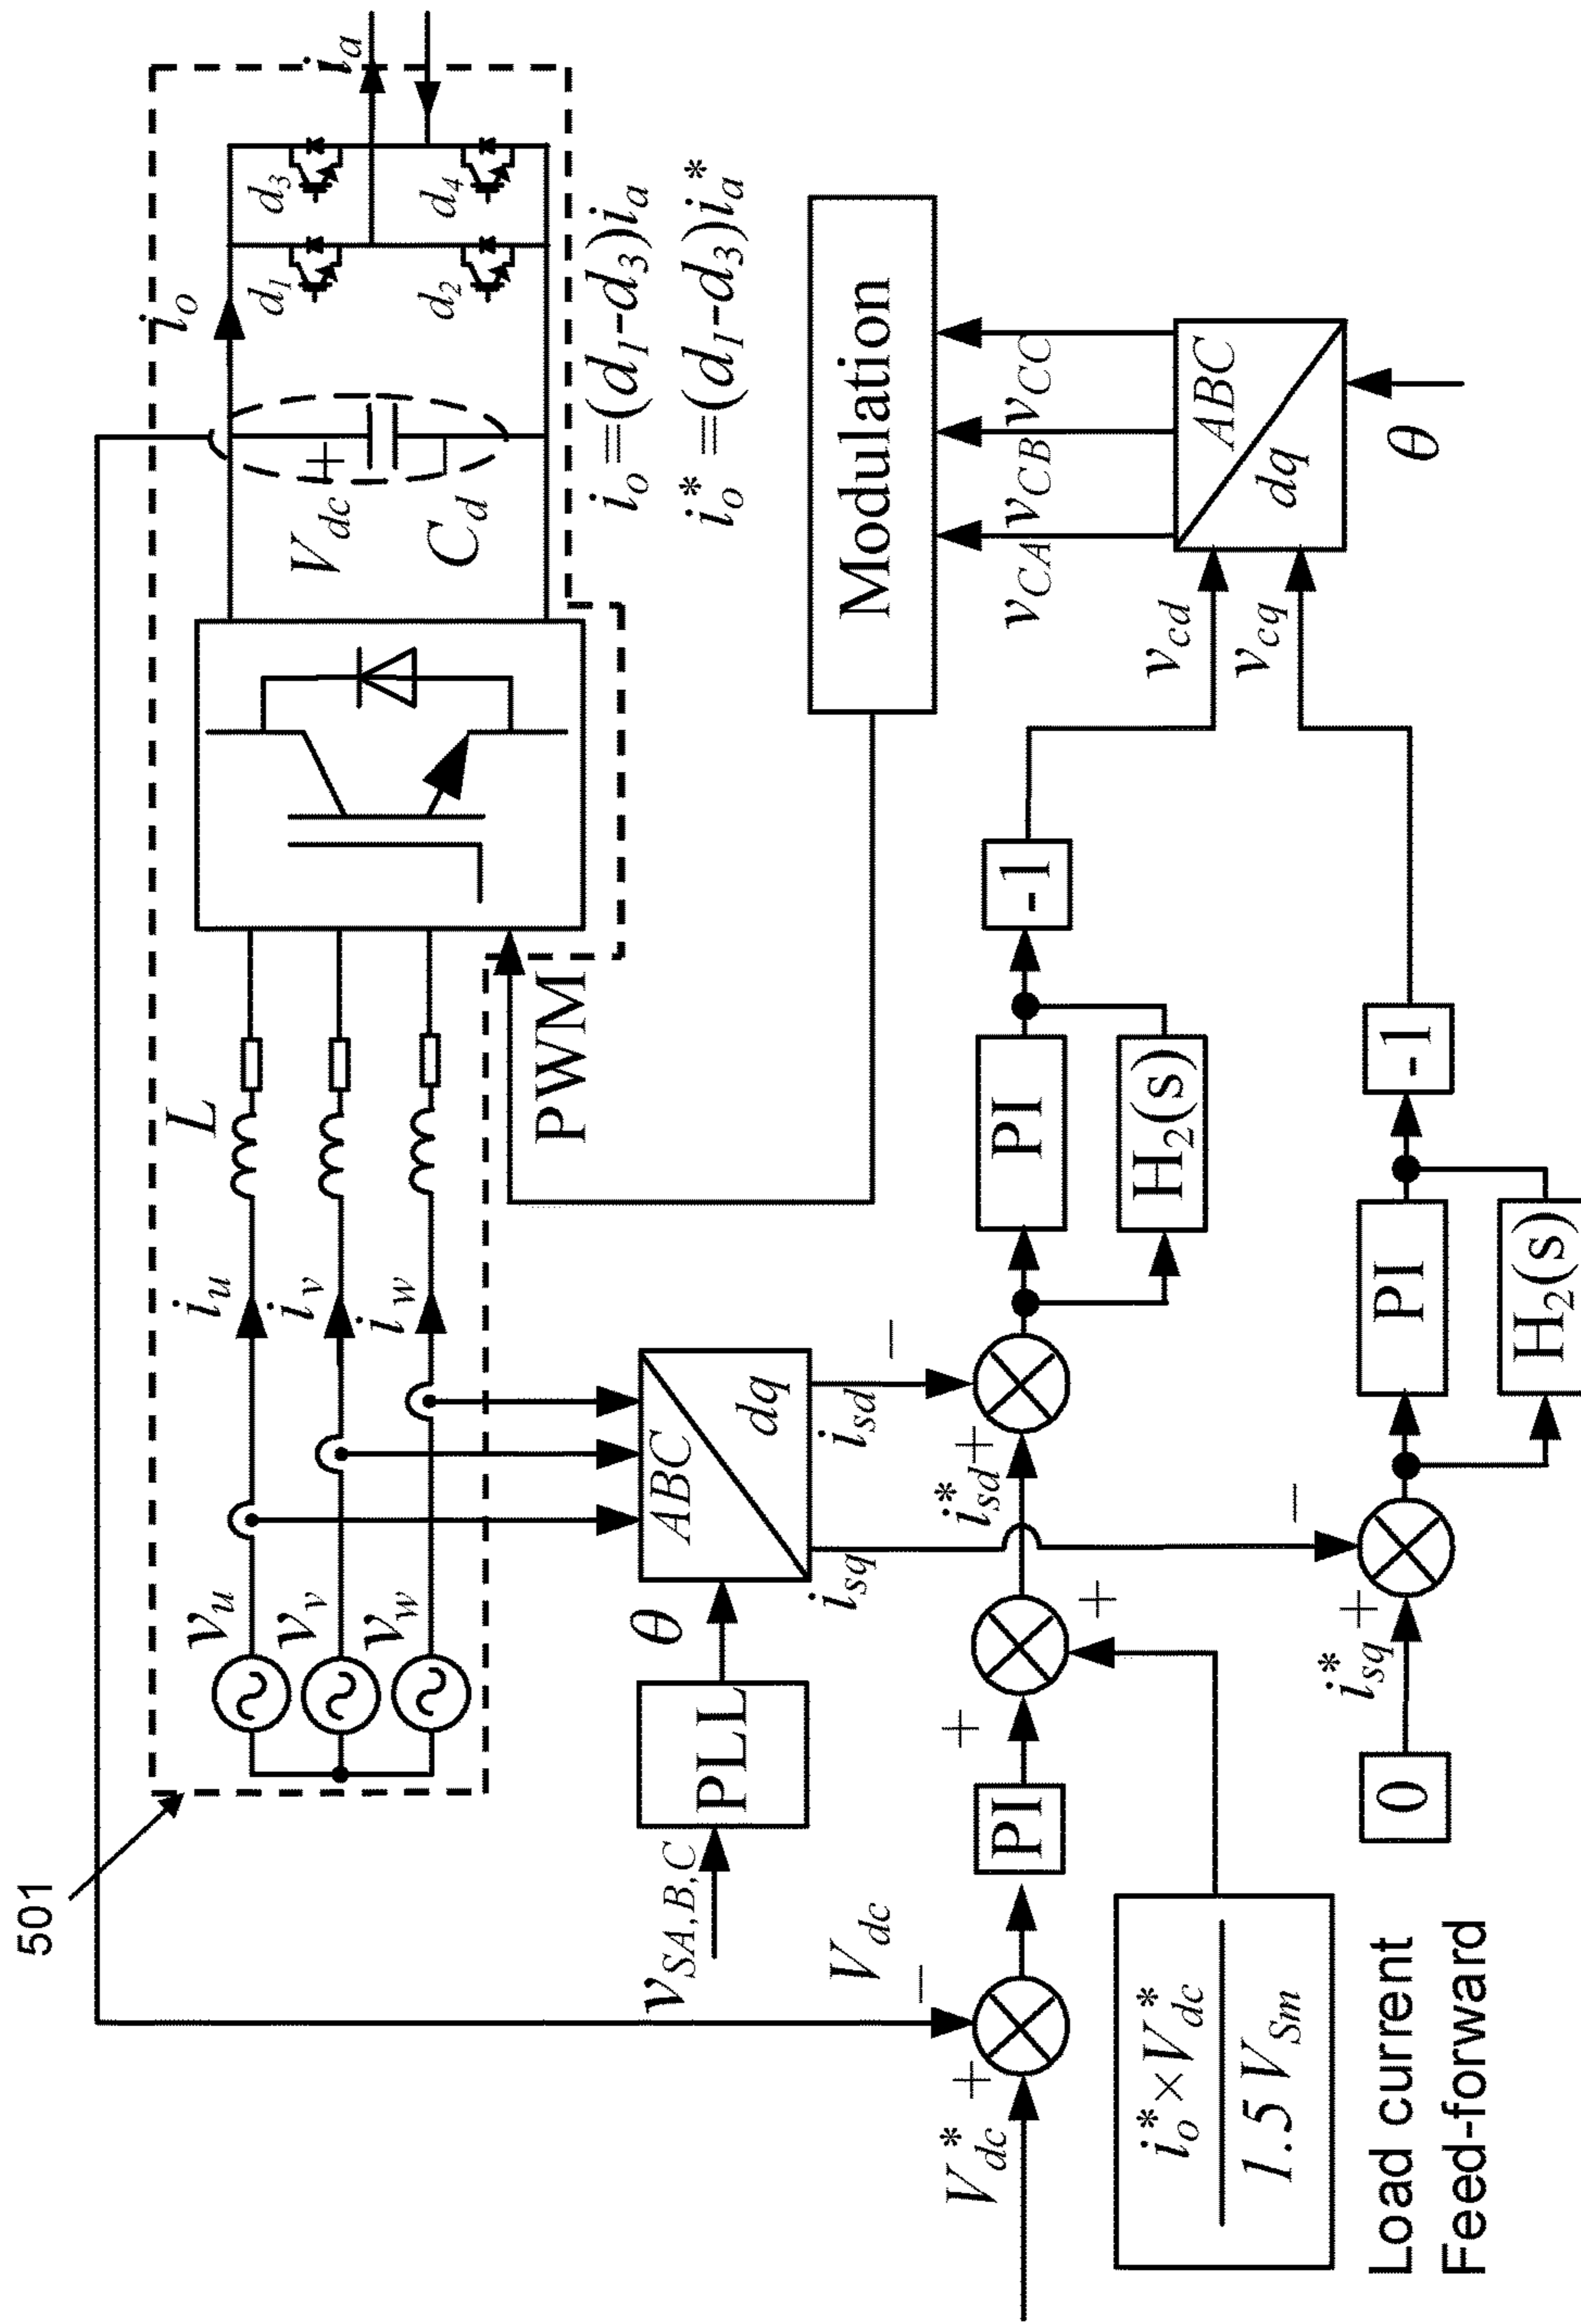 501
v_u
v_v
v_w
i_u
i_v
i_w
L
V_dc
+
−
C_d
i_o
d_1
d_2
d_3
d_4
i_a
i_o=(d_1-d_3)i_a
i_o^*=(d_1-d_3)i_a^*
PWM
v_SA,B,C
PLL
θ
ABC
dq
i_sd
i_sq
Modulation
v_CA
v_CB
v_CC
ABC
dq
θ
v_cd
v_cq
V_dc^*
+
V_dc
−
PI
+
+
i_sd^*
+
−
PI
H_2(s)
-1
i_o^*×V_dc^*
1.5 V_Sm
Load current
Feed-forward
0
i_sq^*
+
−
PI
H_2(s)
-1